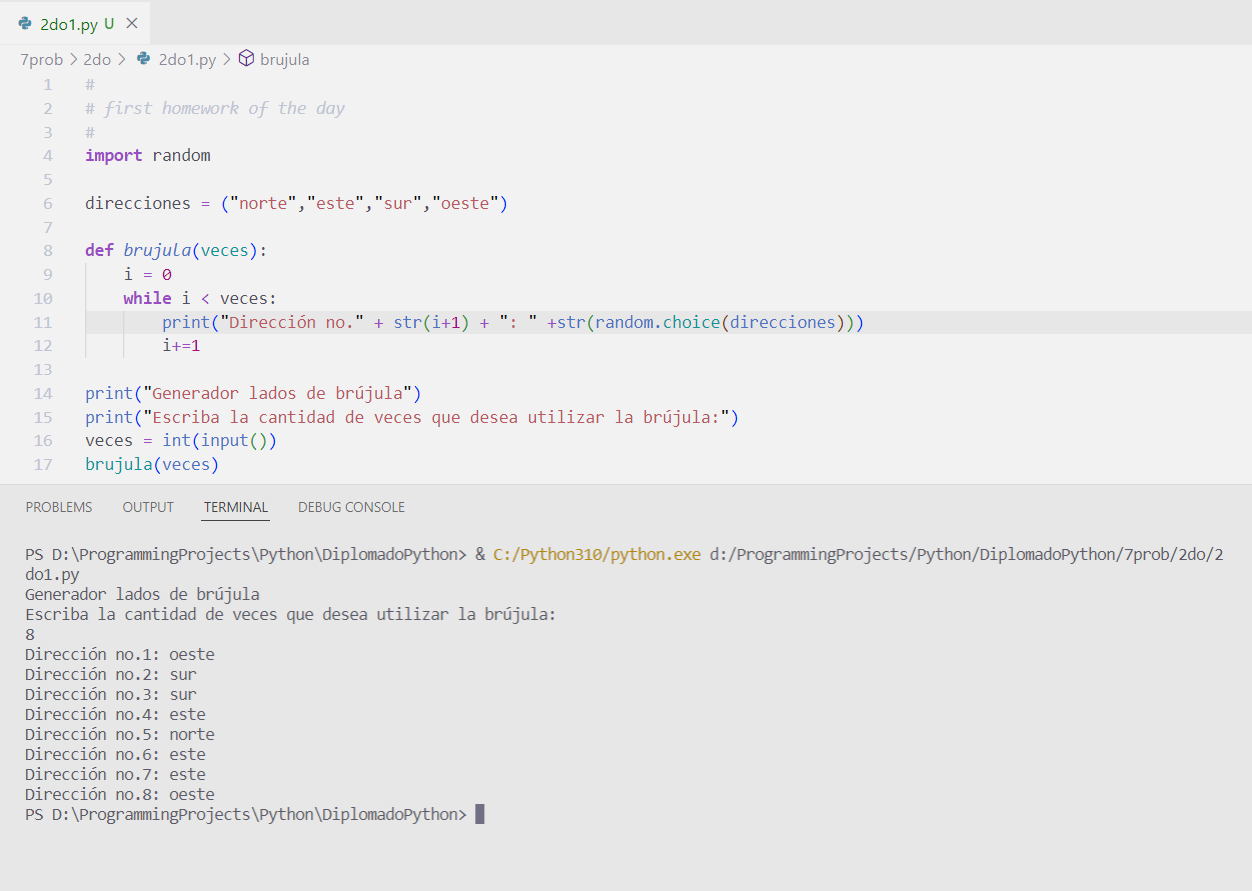 2do1.py U
7prob > 2do > 2do1.py > brujula
1 #
2 # first homework of the day
3 #
4 import random
5
6 direcciones = ("norte","este","sur","oeste")
7
8 def brujula(veces):
9     i = 0
10     while i < veces:
11         print("Dirección no." + str(i+1) + ": " +str(random.choice(direcciones)))
12         i+=1
13
14 print("Generador lados de brújula")
15 print("Escriba la cantidad de veces que desea utilizar la brújula:")
16 veces = int(input())
17 brujula(veces)
PROBLEMS OUTPUT TERMINAL DEBUG CONSOLE
PS D:\ProgrammingProjects\Python\DiplomadoPython> & C:/Python310/python.exe d:/ProgrammingProjects/Python/DiplomadoPython/7prob/2do/2
do1.py
Generador lados de brújula
Escriba la cantidad de veces que desea utilizar la brújula:
8
Dirección no.1: oeste
Dirección no.2: sur
Dirección no.3: sur
Dirección no.4: este
Dirección no.5: norte
Dirección no.6: este
Dirección no.7: este
Dirección no.8: oeste
PS D:\ProgrammingProjects\Python\DiplomadoPython>